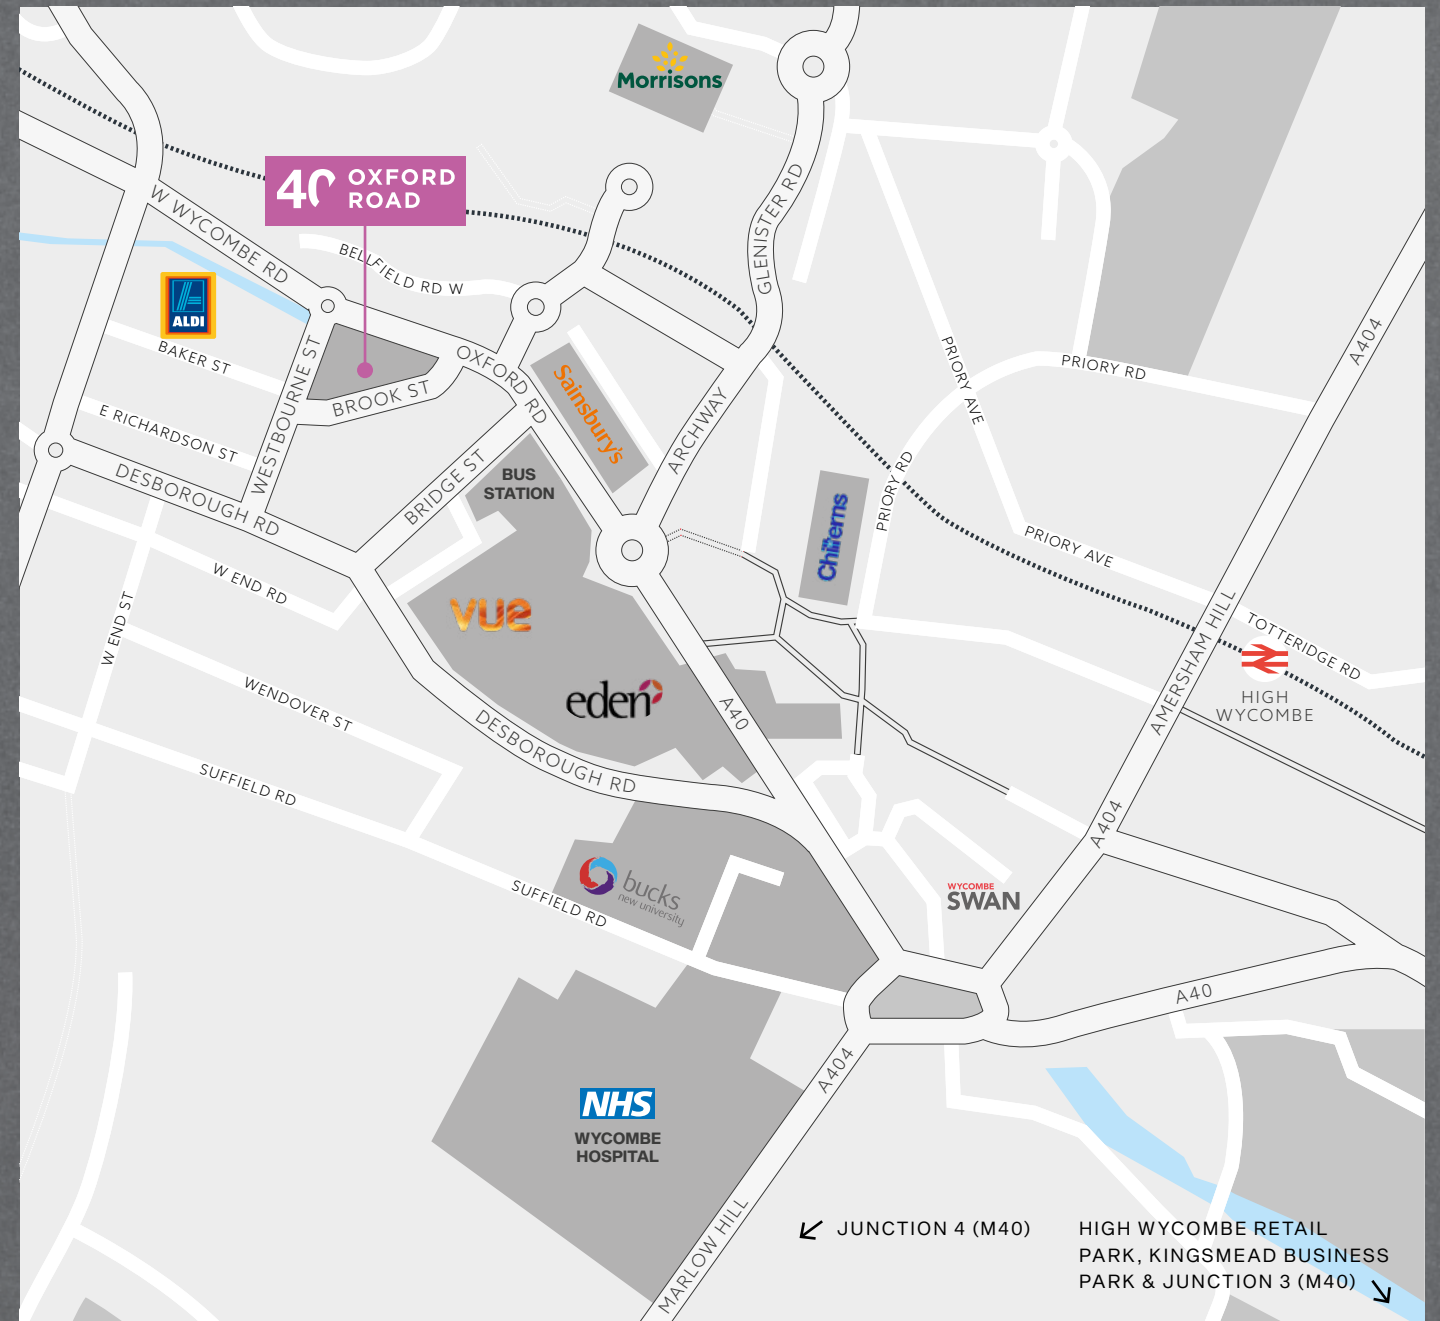 Morrisons
40 OXFORD
ROAD
W WYCOMBE RD
BELLFIELD RD W
GLENISTER RD
ALDI
BAKER ST
WESTBOURNE ST
BROOK ST
OXFORD RD
Sainsbury's
ARCHWAY
PRIORY AVE
PRIORY RD
A404
E RICHARDSON ST
DESBOROUGH RD
BRIDGE ST
BUS
STATION
Chilterns
PRIORY RD
PRIORY AVE
W END RD
W END ST
vue
eden
A40
AMERSHAM HILL
TOTTERIDGE RD
HIGH
WYCOMBE
WENDOVER ST
DESBOROUGH RD
SUFFIELD RD
A404
bucks
new university
SUFFIELD RD
WYCOMBE
SWAN
A40
A404
NHS
WYCOMBE
HOSPITAL
MARLOW HILL
JUNCTION 4 (M40)
HIGH WYCOMBE RETAIL
PARK, KINGSMEAD BUSINESS
PARK & JUNCTION 3 (M40)